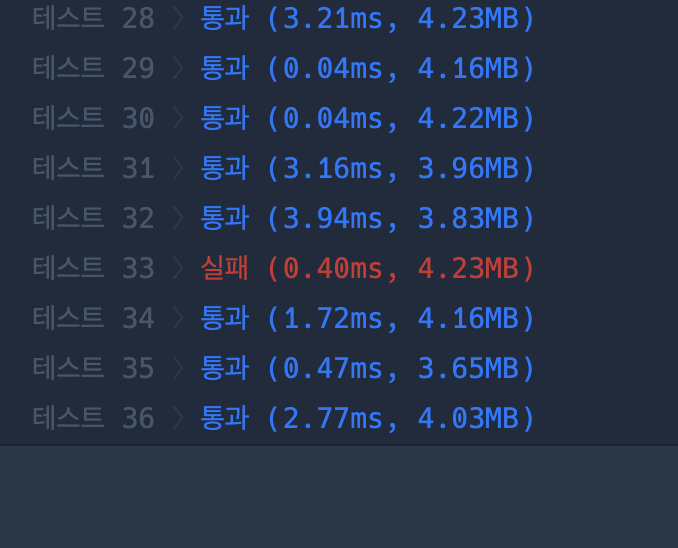 테스트 28 〉 통과 (3.21ms, 4.23MB)
테스트 29 〉 통과 (0.04ms, 4.16MB)
테스트 30 〉 통과 (0.04ms, 4.22MB)
테스트 31 〉 통과 (3.16ms, 3.96MB)
테스트 32 〉 통과 (3.94ms, 3.83MB)
테스트 33 〉 실패 (0.40ms, 4.23MB)
테스트 34 〉 통과 (1.72ms, 4.16MB)
테스트 35 〉 통과 (0.47ms, 3.65MB)
테스트 36 〉 통과 (2.77ms, 4.03MB)